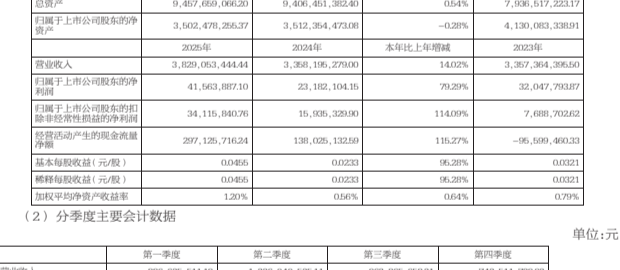 总资产 9,457,659,066.20 9,406,451,382.40 0.54% 7,936,517,223.17
归属于上市公司股东的净资产 3,502,478,255.37 3,512,354,473.08 -0.28% 4,130,083,338.91
2025年 2024年 本年比上年增减 2023年
营业收入 3,829,053,444.44 3,358,195,279.00 14.02% 3,357,364,395.50
归属于上市公司股东的净利润 41,563,887.10 23,182,104.15 79.29% 32,047,793.87
归属于上市公司股东的扣除非经常性损益的净利润 34,115,840.76 15,935,329.90 114.09% 7,688,702.62
经营活动产生的现金流量净额 297,125,716.24 138,025,132.59 115.27% -95,599,460.33
基本每股收益（元/股） 0.0455 0.0233 95.28% 0.0321
稀释每股收益（元/股） 0.0455 0.0233 95.28% 0.0321
加权平均净资产收益率 1.20% 0.56% 0.64% 0.79%
（2）分季度主要会计数据
单位:元
第一季度 第二季度 第三季度 第四季度